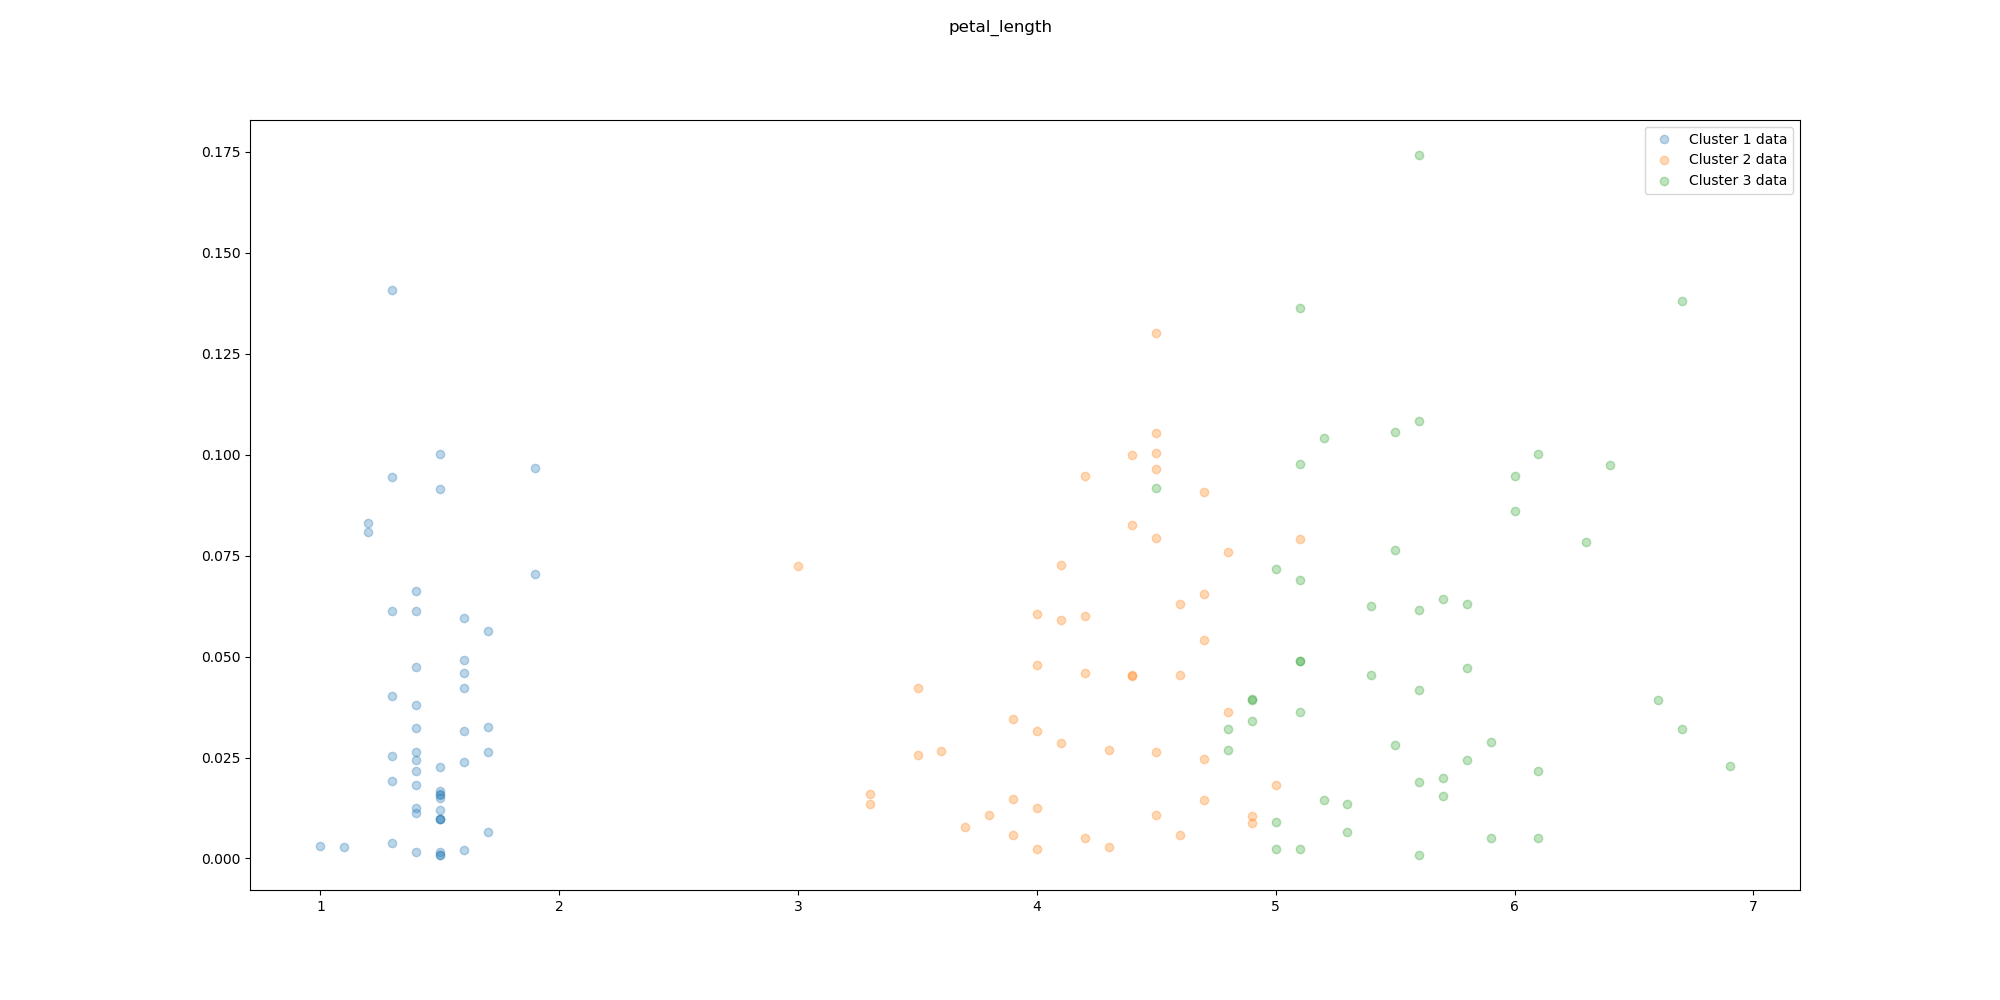 petal_length
Cluster 1 data
Cluster 2 data
Cluster 3 data
0.175
0.150
0.125
0.100
0.075
0.050
0.025
0.000
1 2 3 4 5 6 7